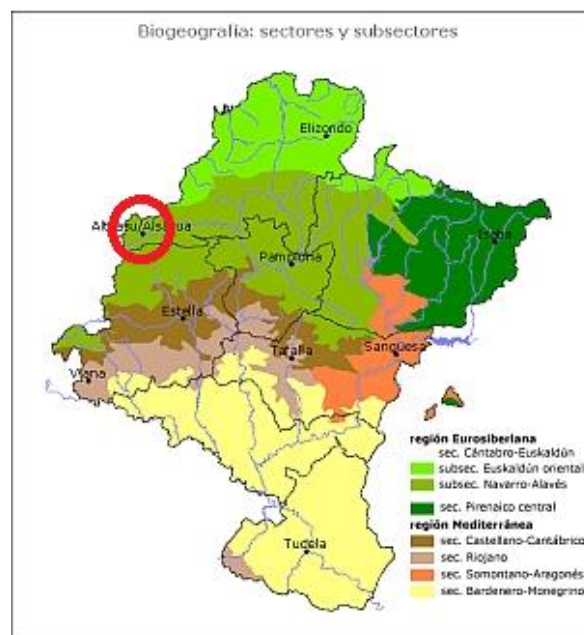 Biogeografía: sectores y subsectores
Elizondo
Altsasu/Alsasua
Isaba
Pamplona
Estella
Tafalla
Sangüesa
Viana
Tudela
región Eurosiberiana
sec. Cántabro-Euskaldún
subsec. Euskaldún oriental
subsec. Navarro-Alavés
sec. Pirenaico central
región Mediterránea
sec. Castellano-Cantábrico
sec. Riojano
sec. Somontano-Aragonés
sec. Bardenero-Monegrino